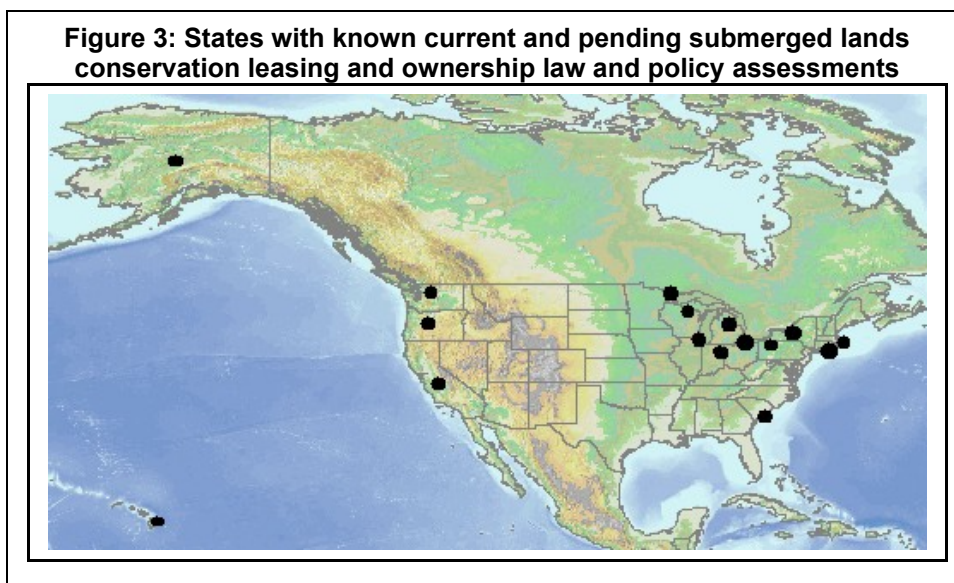 Figure 3: States with known current and pending submerged lands
conservation leasing and ownership law and policy assessments